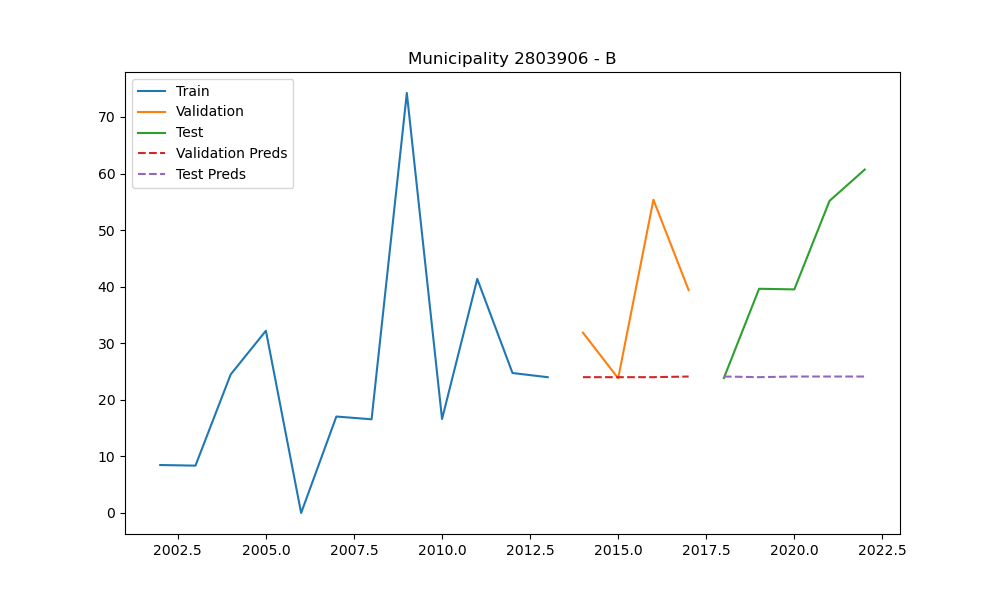 Municipality 2803906 - B
Train
Validation
Test
Validation Preds
Test Preds
70
60
50
40
30
20
10
0
2002.5 2005.0 2007.5 2010.0 2012.5 2015.0 2017.5 2020.0 2022.5